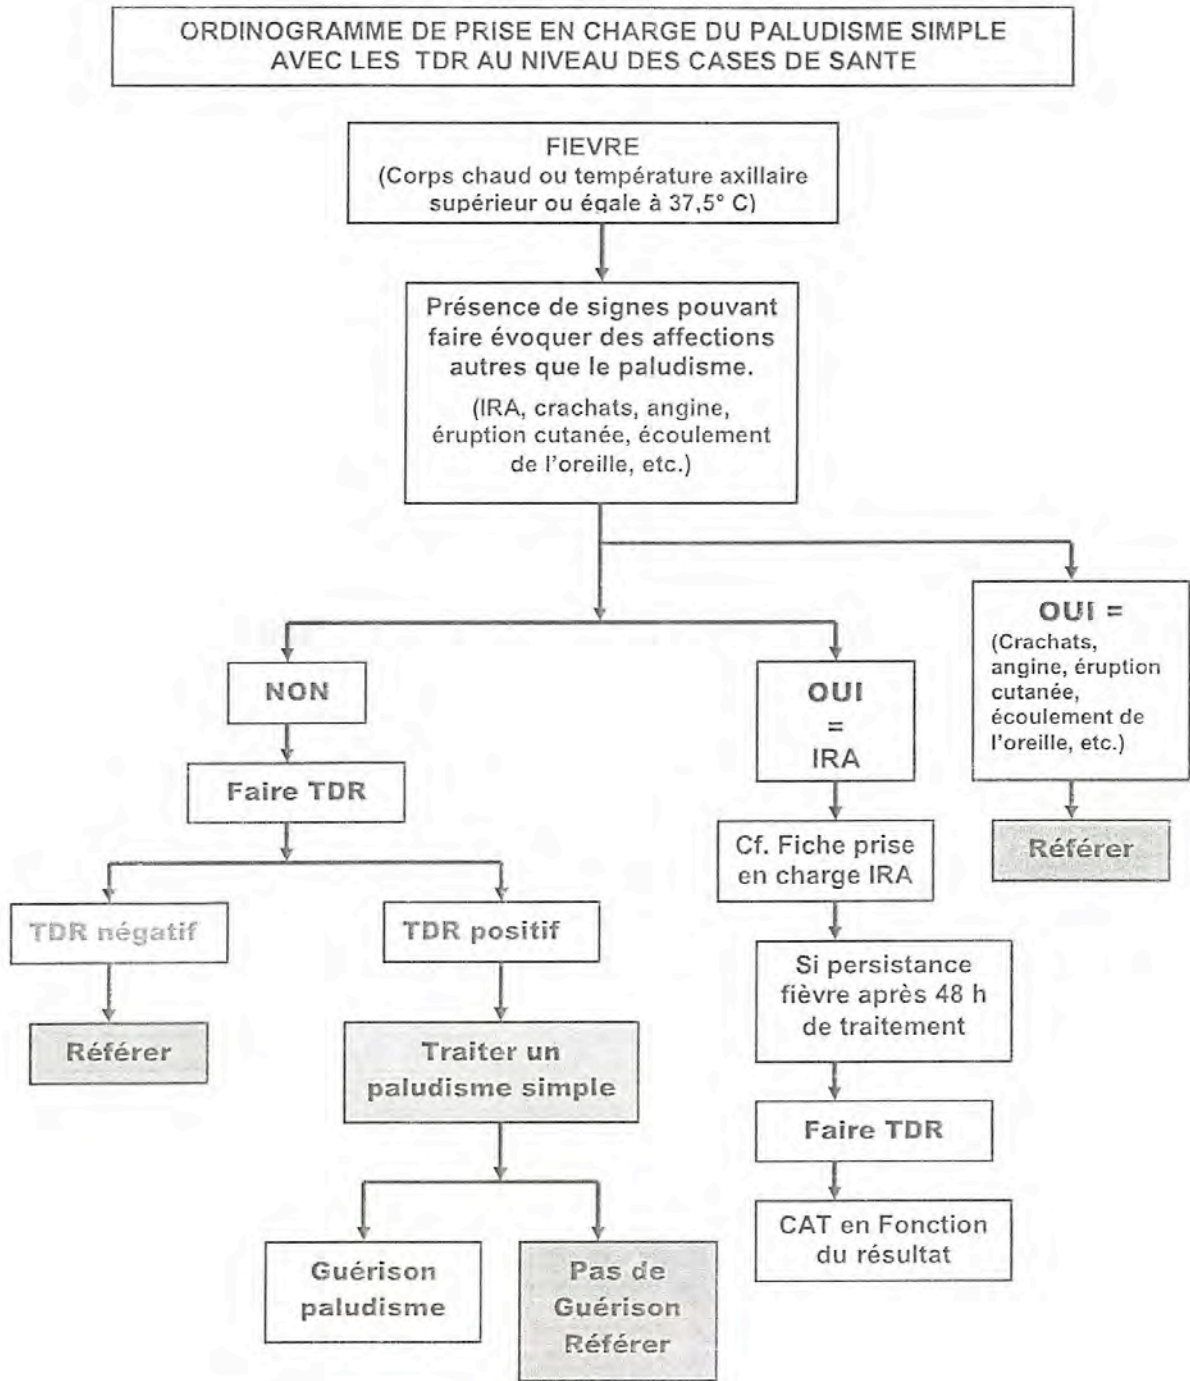 ORDINOGRAMME DE PRISE EN CHARGE DU PALUDISME SIMPLE
AVEC LES TDR AU NIVEAU DES CASES DE SANTE
FIEVRE
(Corps chaud ou température axillaire
supérieur ou égale à 37,5° C)
Présence de signes pouvant
faire évoquer des affections
autres que le paludisme.
(IRA, crachats, angine,
éruption cutanée, écoulement
de l'oreille, etc.)
NON
Faire TDR
TDR négatif
Référer
TDR positif
Traiter un
paludisme simple
Guérison
paludisme
Pas de
Guérison
Référer
OUI
=
IRA
Cf. Fiche prise
en charge IRA
Si persistance
fièvre après 48 h
de traitement
Faire TDR
CAT en Fonction
du résultat
OUI =
(Crachats,
angine, éruption
cutanée,
écoulement de
l'oreille, etc.)
Référer